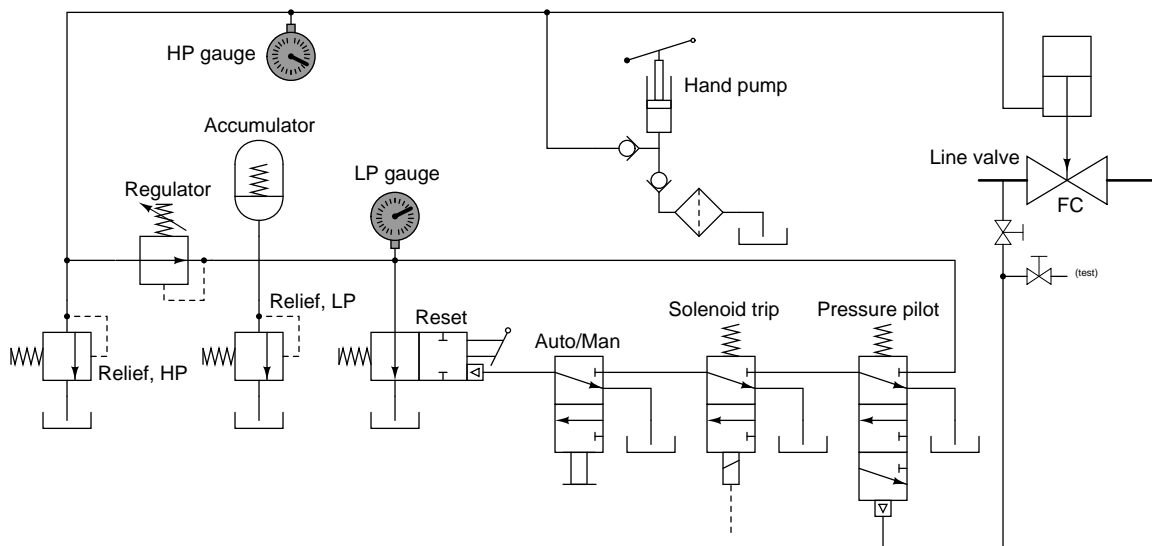 HP gauge
Hand pump
Accumulator
LP gauge
Line valve
Regulator
FC
(test)
Relief, LP
Solenoid trip
Pressure pilot
Reset
Auto/Man
Relief, HP